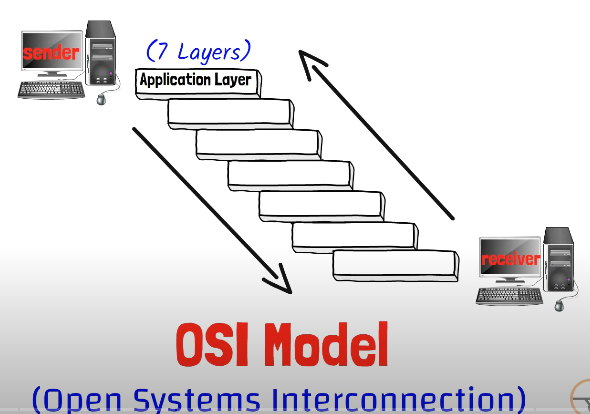 sender
(7 Layers)
Application Layer
receiver
OSI Model
(Open Systems Interconnection)